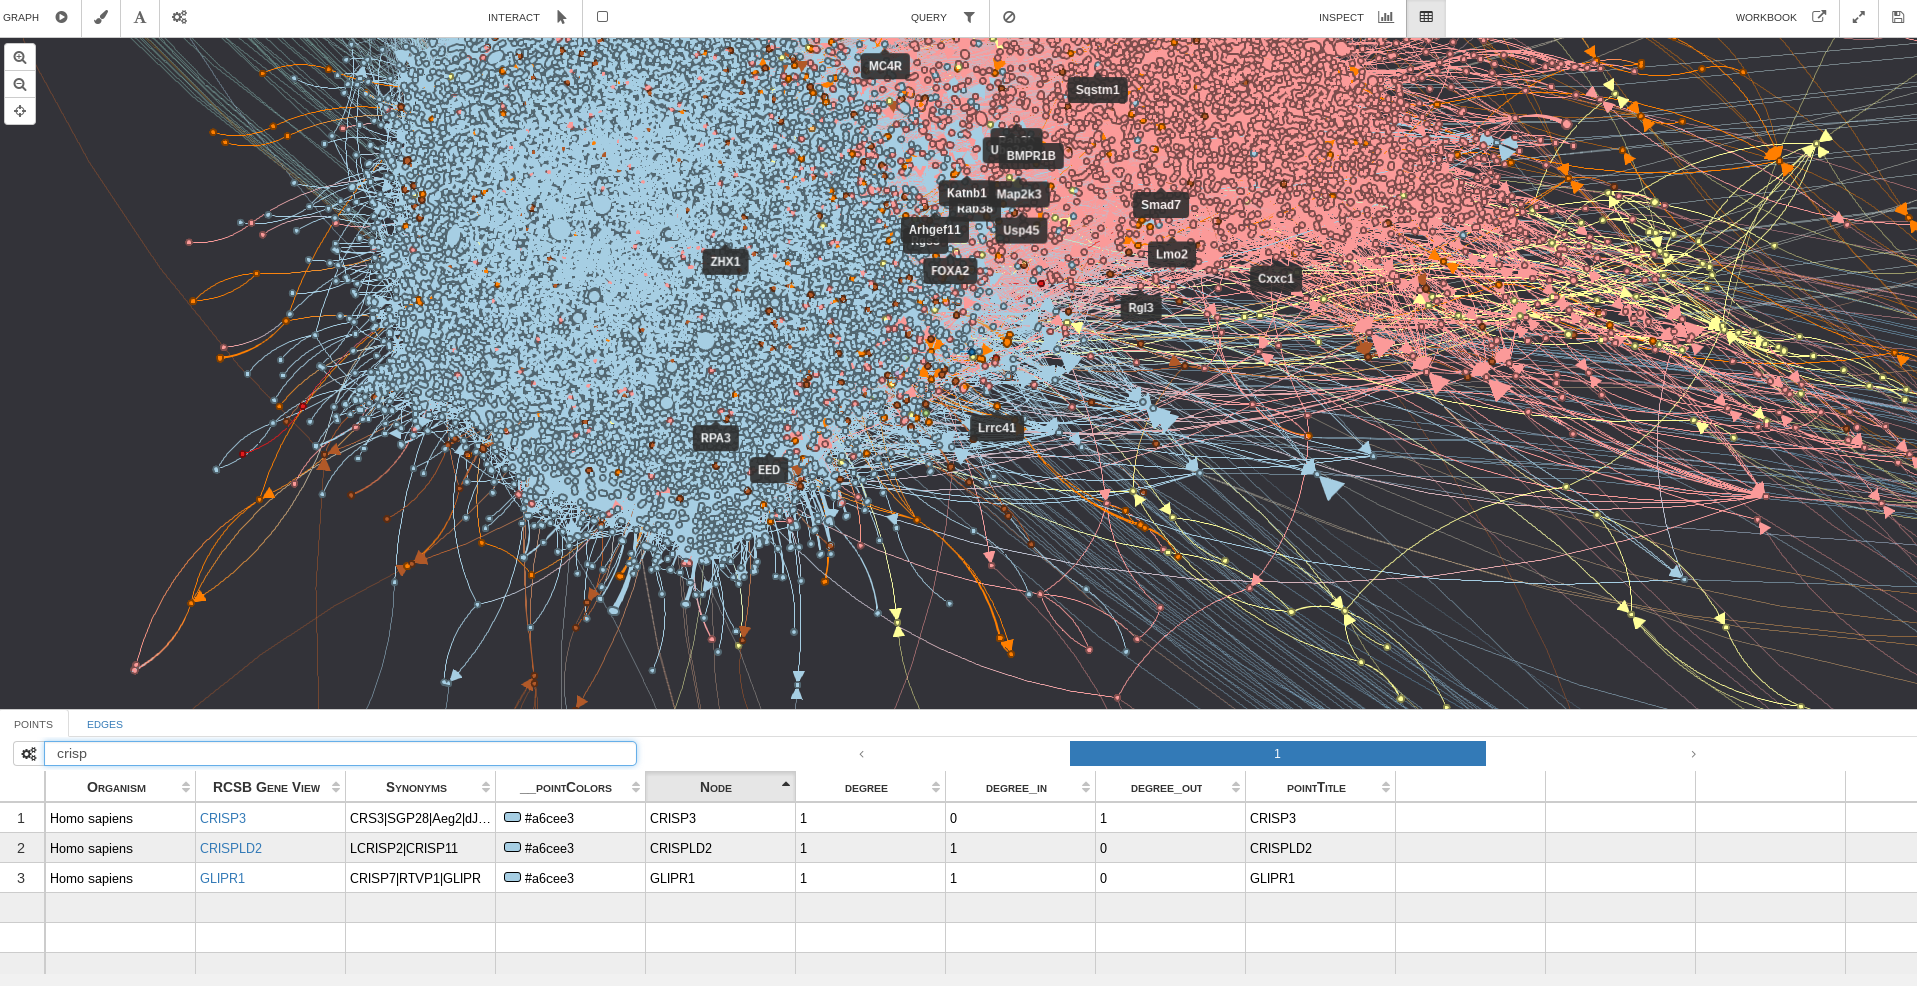 GRAPH
A
INTERACT
QUERY
INSPECT
WORKBOOK
MC4R
Sqstm1
U
BMPR1B
Katnb1
Map2k3
Rab38
Smad7
Arhgef11
Usp45
Lmo2
ZHX1
FOXA2
Cxxc1
Rgl3
Lrrc41
RPA3
EED
POINTS EDGES
crisp
‹ 1 ›
Organism RCSB Gene View Synonyms __pointColors Node degree degree_in degree_out pointTitle
1 Homo sapiens CRISP3 CRS3|SGP28|Aeg2|dJ… #a6cee3 CRISP3 1 0 1 CRISP3
2 Homo sapiens CRISPLD2 LCRISP2|CRISP11 #a6cee3 CRISPLD2 1 1 0 CRISPLD2
3 Homo sapiens GLIPR1 CRISP7|RTVP1|GLIPR #a6cee3 GLIPR1 1 1 0 GLIPR1